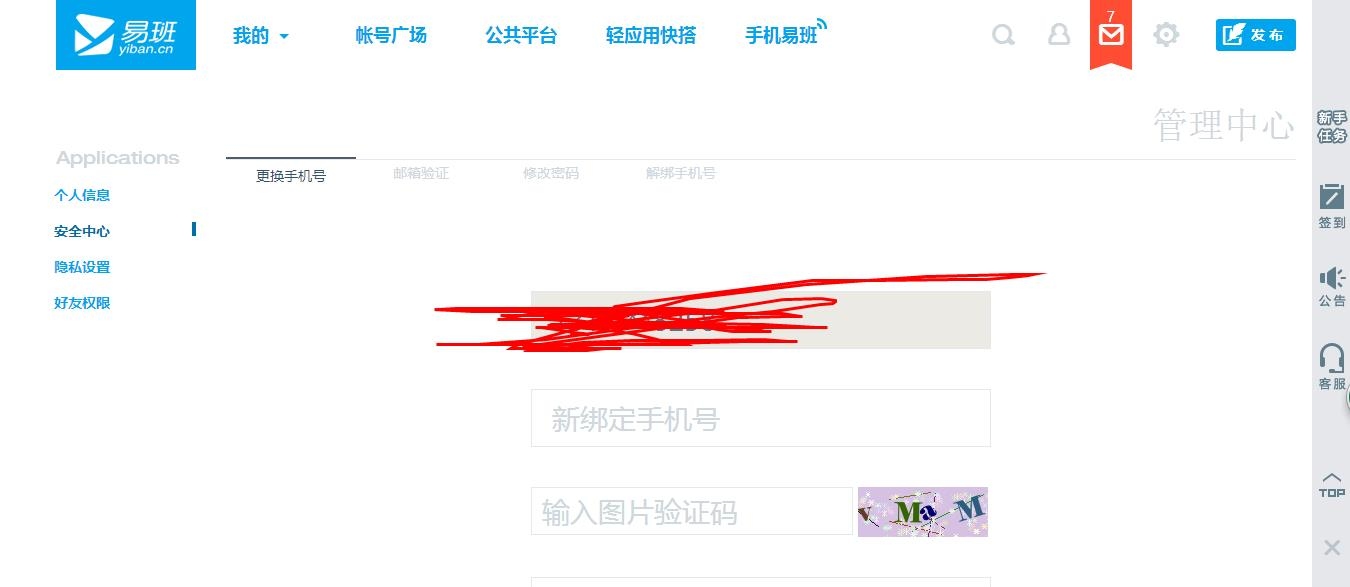 易班
yiban.cn
我的
帐号广场
公共平台
轻应用快搭
手机易班
7
发布
管理中心
Applications
个人信息
安全中心
隐私设置
好友权限
更换手机号
邮箱验证
修改密码
解绑手机号
新绑定手机号
输入图片验证码
新手
任务
签到
公告
客服
TOP